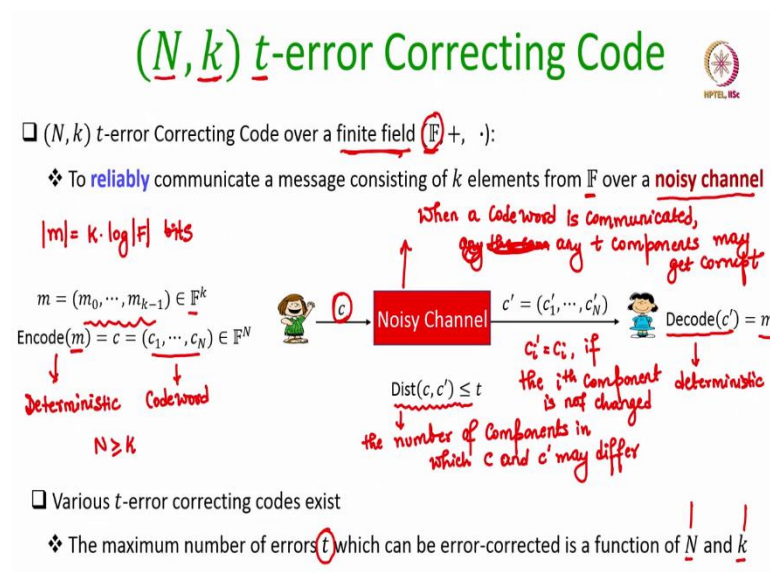 (N, k) t-error Correcting Code
NPTEL, IISc
❑ (N, k) t-error Correcting Code over a finite field (𝔽, +, ·):
❖ To reliably communicate a message consisting of k elements from 𝔽 over a noisy channel
When a codeword is communicated,
any t components may
get corrupt
|m| = K· log|F| bits
m = (m₀, ⋯, mₖ₋₁) ∈ 𝔽ᵏ
Encode(m) = c = (c₁, ⋯, c_N) ∈ 𝔽ᴺ
Deterministic
Codeword
N ≥ K
c
Noisy Channel
c′ = (c′₁, ⋯, c′_N)
Decode(c′) = m
deterministic
cᵢ′ = cᵢ, if
the ith component
is not changed
Dist(c, c′) ≤ t
the number of components in
which c and c′ may differ
❑ Various t-error correcting codes exist
❖ The maximum number of errors t which can be error-corrected is a function of N and k